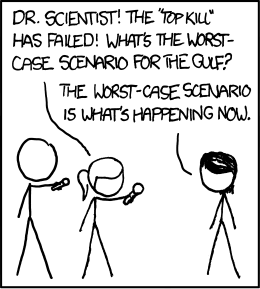 DR. SCIENTIST! THE "TOP KILL"
HAS FAILED! WHAT'S THE WORST-
CASE SCENARIO FOR THE GULF?
THE WORST-CASE SCENARIO
IS WHAT'S HAPPENING NOW.